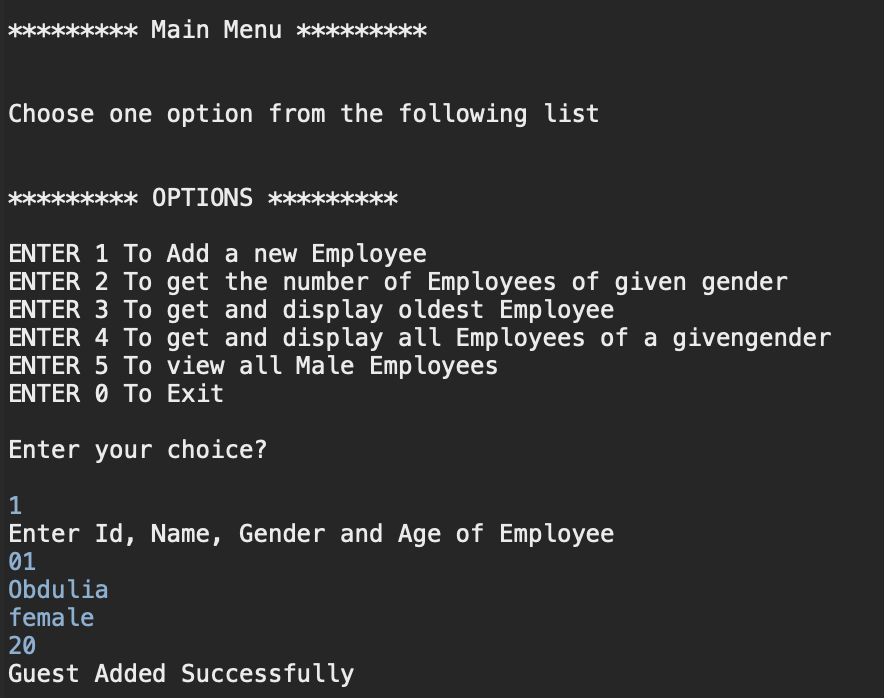 ********* Main Menu *********
Choose one option from the following list
********* OPTIONS *********
ENTER 1 To Add a new Employee
ENTER 2 To get the number of Employees of given gender
ENTER 3 To get and display oldest Employee
ENTER 4 To get and display all Employees of a givengender
ENTER 5 To view all Male Employees
ENTER 0 To Exit
Enter your choice?
1
Enter Id, Name, Gender and Age of Employee
01
Obdulia
female
20
Guest Added Successfully